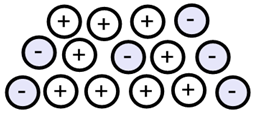 + + + -
- + - + -
- + + + + -